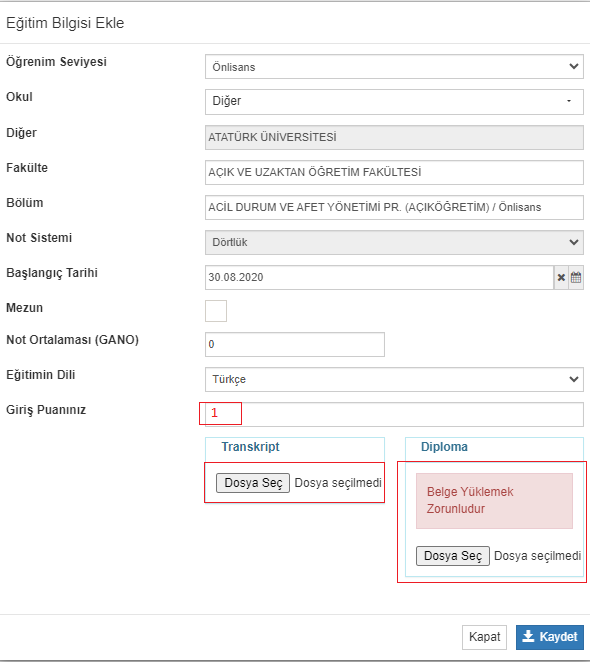 Eğitim Bilgisi Ekle
Öğrenim Seviyesi
Önlisans
Okul
Diğer
Diğer
ATATÜRK ÜNİVERSİTESİ
Fakülte
AÇIK VE UZAKTAN ÖĞRETİM FAKÜLTESİ
Bölüm
ACİL DURUM VE AFET YÖNETİMİ PR. (AÇIKÖĞRETİM) / Önlisans
Not Sistemi
Dörtlük
Başlangıç Tarihi
30.08.2020
Mezun
Not Ortalaması (GANO)
0
Eğitimin Dili
Türkçe
Giriş Puanınız
1
Transkript
Dosya Seç Dosya seçilmedi
Diploma
Belge Yüklemek
Zorunludur
Dosya Seç Dosya seçilmedi
Kapat
Kaydet